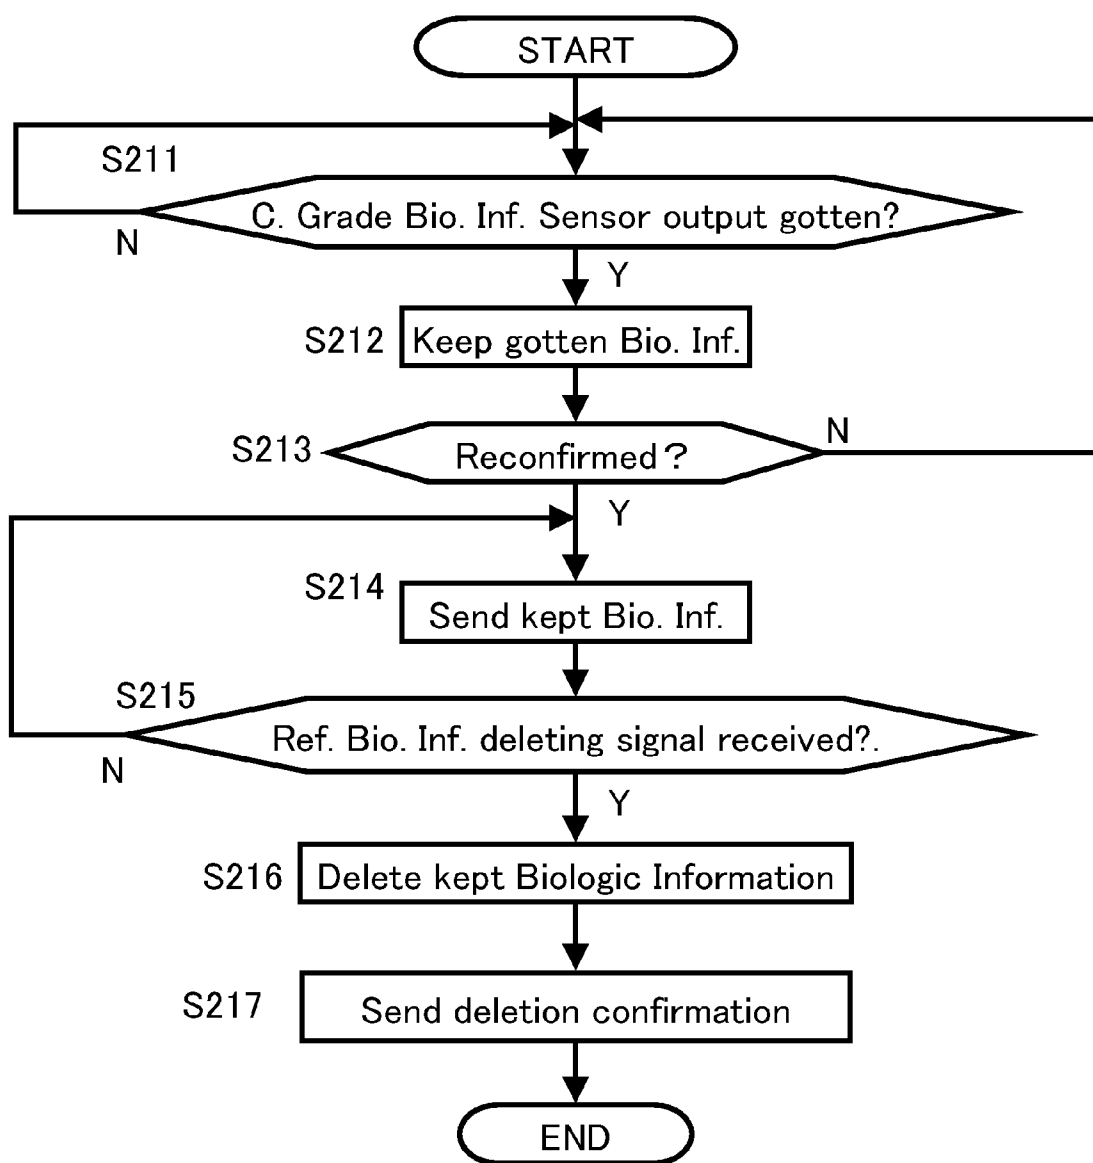 START
S211
C. Grade Bio. Inf. Sensor output gotten?
N
Y
S212
Keep gotten Bio. Inf.
S213
Reconfirmed?
N
Y
S214
Send kept Bio. Inf.
S215
Ref. Bio. Inf. deleting signal received?.
N
Y
S216
Delete kept Biologic Information
S217
Send deletion confirmation
END